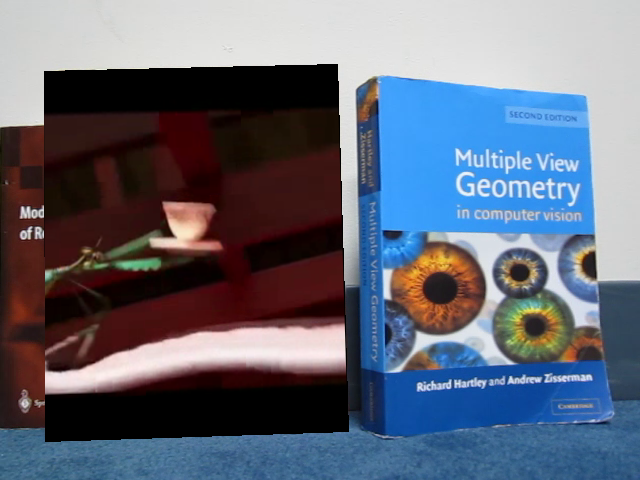 Mod
of Re
SECOND EDITION
Multiple View
Geometry
in computer vision
Richard Hartley and Andrew Zisserman
CAMBRIDGE
Hartley and
Zisserman
Multiple View Geometry